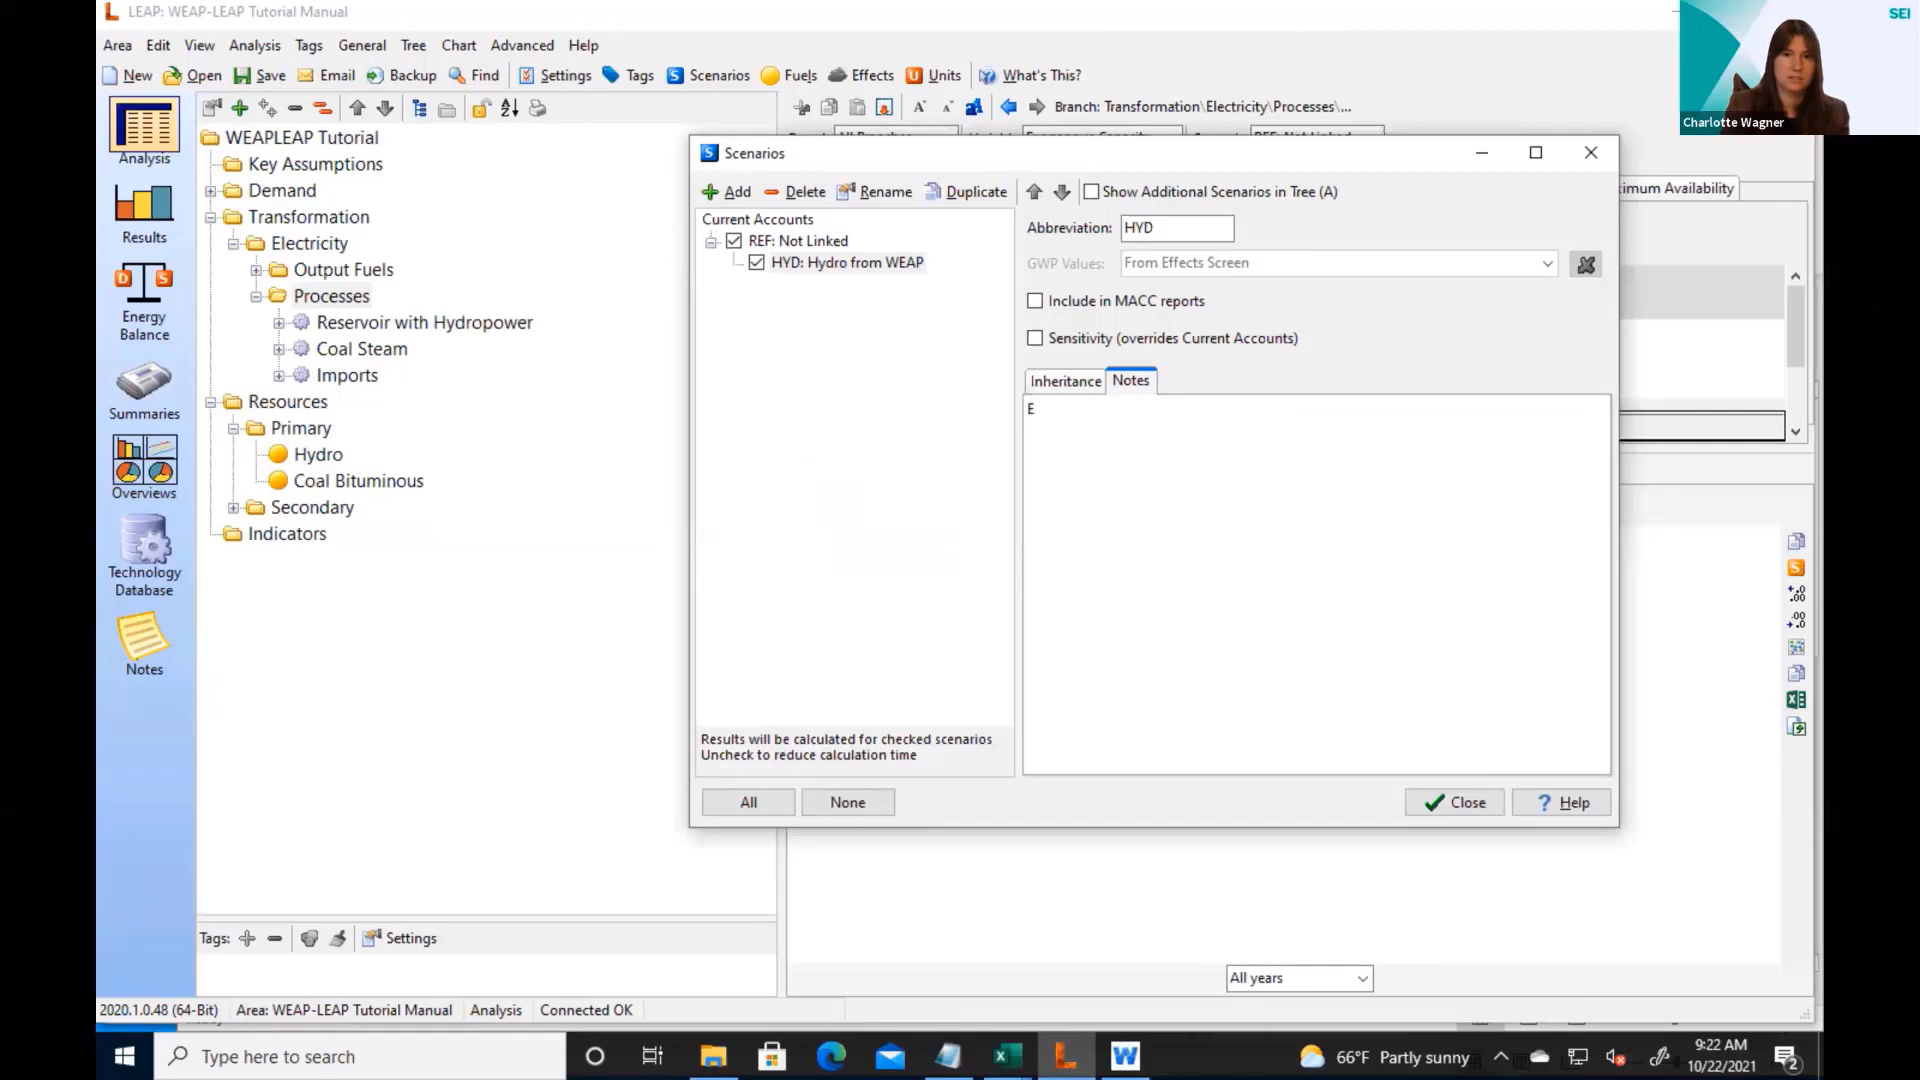 LEAP: WEAP-LEAP Tutorial Manual
SEI
Charlotte Wagner
Area Edit View Analysis Tags General Tree Chart Advanced Help
New Open Save Email Backup Find Settings Tags Scenarios Fuels Effects Units What's This?
Branch: Transformation\Electricity\Processes\...
Analysis
Results
Energy
Balance
Summaries
Overviews
Technology
Database
Notes
WEAPLEAP Tutorial
Key Assumptions
Demand
Transformation
Electricity
Output Fuels
Processes
Reservoir with Hydropower
Coal Steam
Imports
Resources
Primary
Hydro
Coal Bituminous
Secondary
Indicators
Scenarios
Add Delete Rename Duplicate Show Additional Scenarios in Tree (A)
Current Accounts
REF: Not Linked
HYD: Hydro from WEAP
Abbreviation: HYD
GWP Values: From Effects Screen
Include in MACC reports
Sensitivity (overrides Current Accounts)
Inheritance Notes
E
Results will be calculated for checked scenarios
Uncheck to reduce calculation time
All None Close Help
imum Availability
Tags: Settings
All years
2020.1.0.48 (64-Bit) Area: WEAP-LEAP Tutorial Manual Analysis Connected OK
Type here to search
66°F Partly sunny
9:22 AM
10/22/2021
2